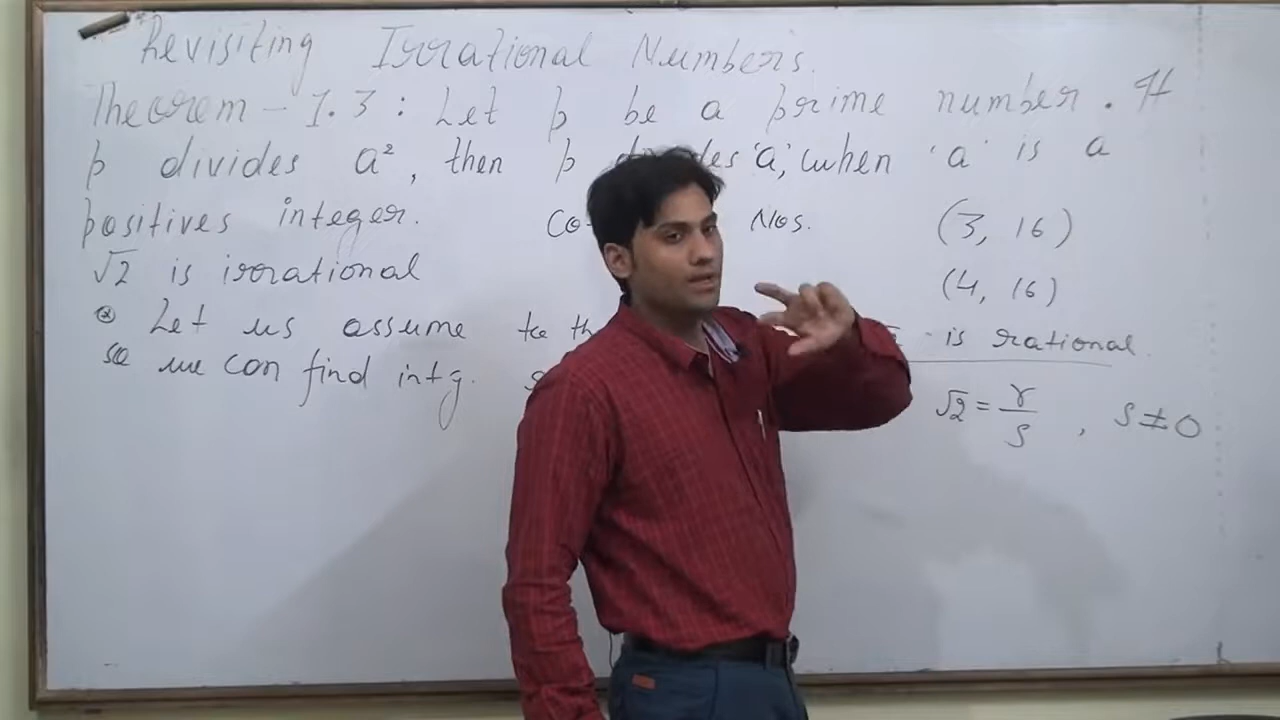 Revisiting Irrational Numbers.
Theorem - 1.3 : Let p be a prime number. If
p divides a², then p divides 'a', when 'a' is a
positives integer. Co- Nos. (3, 16)
√2 is irrational (4, 16)
⊛ Let us assume to th is rational.
so we can find intg. √2 = r/s , s ≠ 0